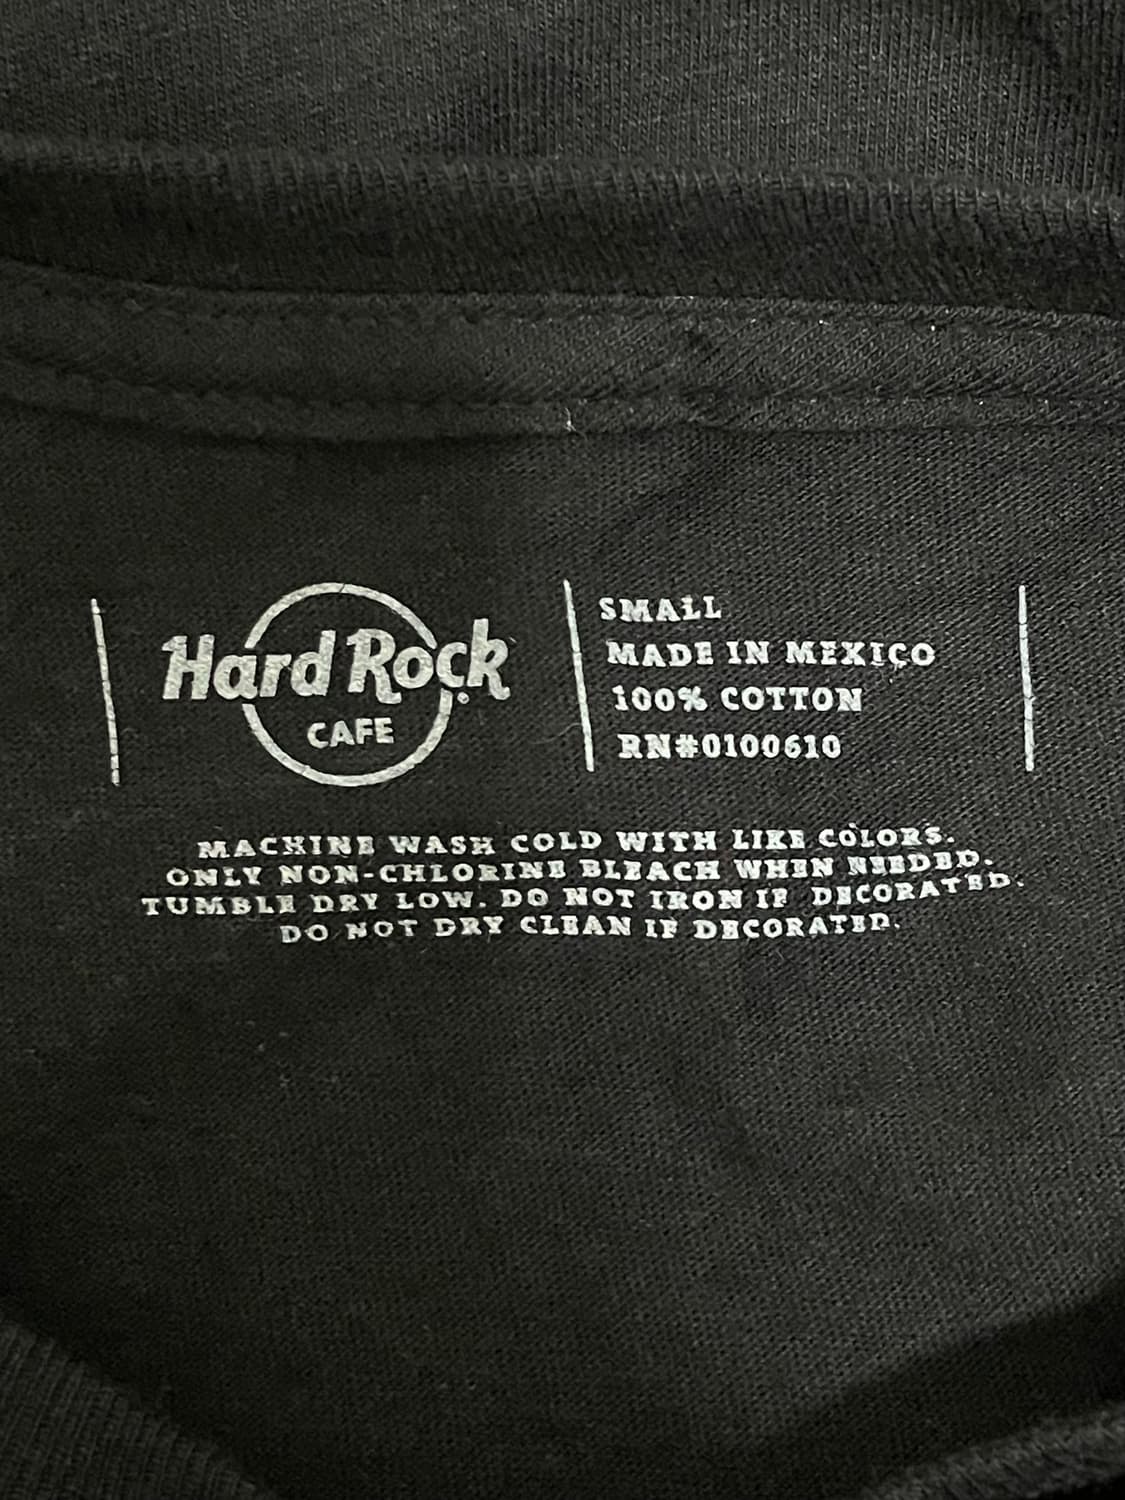 Hard Rock
CAFE
SMALL
MADE IN MEXICO
100% COTTON
RN#0100610
MACHINE WASH COLD WITH LIKE COLORS.
ONLY NON-CHLORINE BLEACH WHEN NEEDED.
TUMBLE DRY LOW. DO NOT IRON IF DECORATED.
DO NOT DRY CLEAN IF DECORATED.